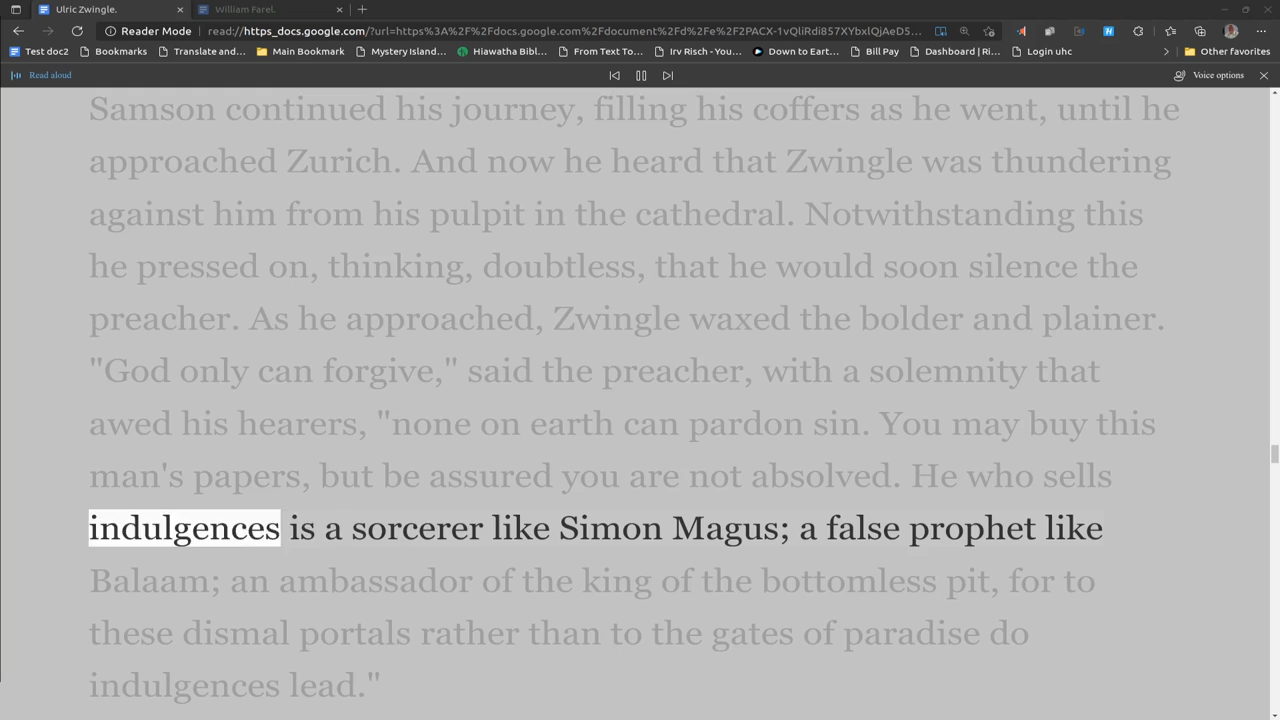 Ulric Zwingle.
William Farel.
Reader Mode
read://https_docs.google.com/?url=https%3A%2F%2Fdocs.google.com%2Fdocument%2Fd%2Fe%2F2PACX-1vQliRdi857XYbxlQjAeD5...
Test doc2
Bookmarks
Translate and...
Main Bookmark
Mystery Island...
Hiawatha Bibl...
From Text To...
Irv Risch - You...
Down to Eart...
Bill Pay
Dashboard | Ri...
Login uhc
Other favorites
Read aloud
Voice options
Samson continued his journey, filling his coffers as he went, until he
approached Zurich. And now he heard that Zwingle was thundering
against him from his pulpit in the cathedral. Notwithstanding this
he pressed on, thinking, doubtless, that he would soon silence the
preacher. As he approached, Zwingle waxed the bolder and plainer.
"God only can forgive," said the preacher, with a solemnity that
awed his hearers, "none on earth can pardon sin. You may buy this
man's papers, but be assured you are not absolved. He who sells
indulgences is a sorcerer like Simon Magus; a false prophet like
Balaam; an ambassador of the king of the bottomless pit, for to
these dismal portals rather than to the gates of paradise do
indulgences lead."